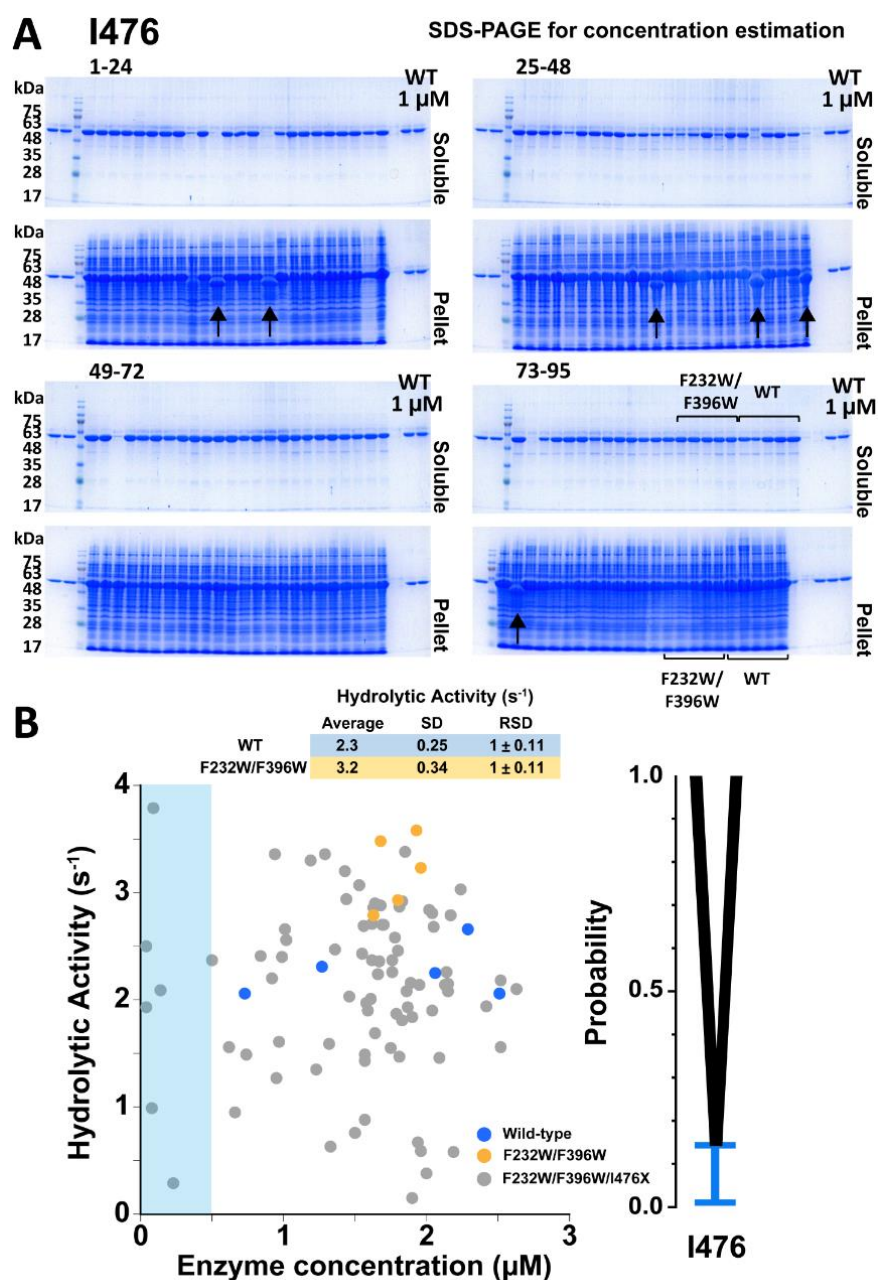 A I476 SDS-PAGE for concentration estimation
1-24
kDa
75
63
48
35
28
17
WT
1 µM
Soluble
25-48
WT
1 µM
Soluble
kDa
75
63
48
35
28
17
Pellet
Pellet
49-72
kDa
75
63
48
35
28
17
WT
1 µM
Soluble
73-95
F232W/
F396W
WT
WT
1 µM
Soluble
kDa
75
63
48
35
28
17
Pellet
Pellet
F232W/
F396W
WT
B
Hydrolytic Activity (s⁻¹)
Average SD RSD
WT 2.3 0.25 1 ± 0.11
F232W/F396W 3.2 0.34 1 ± 0.11
Hydrolytic Activity (s⁻¹)
4
3
2
1
0
Wild-type
F232W/F396W
F232W/F396W/I476X
0 1 2 3
Enzyme concentration (µM)
Probability
1.0
0.5
0.0
I476